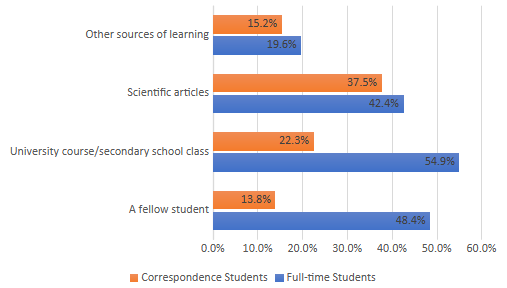 Other sources of learning
15.2%
19.6%
Scientific articles
37.5%
42.4%
University course/secondary school class
22.3%
54.9%
A fellow student
13.8%
48.4%
0.0% 10.0% 20.0% 30.0% 40.0% 50.0% 60.0%
Correspondence Students Full-time Students